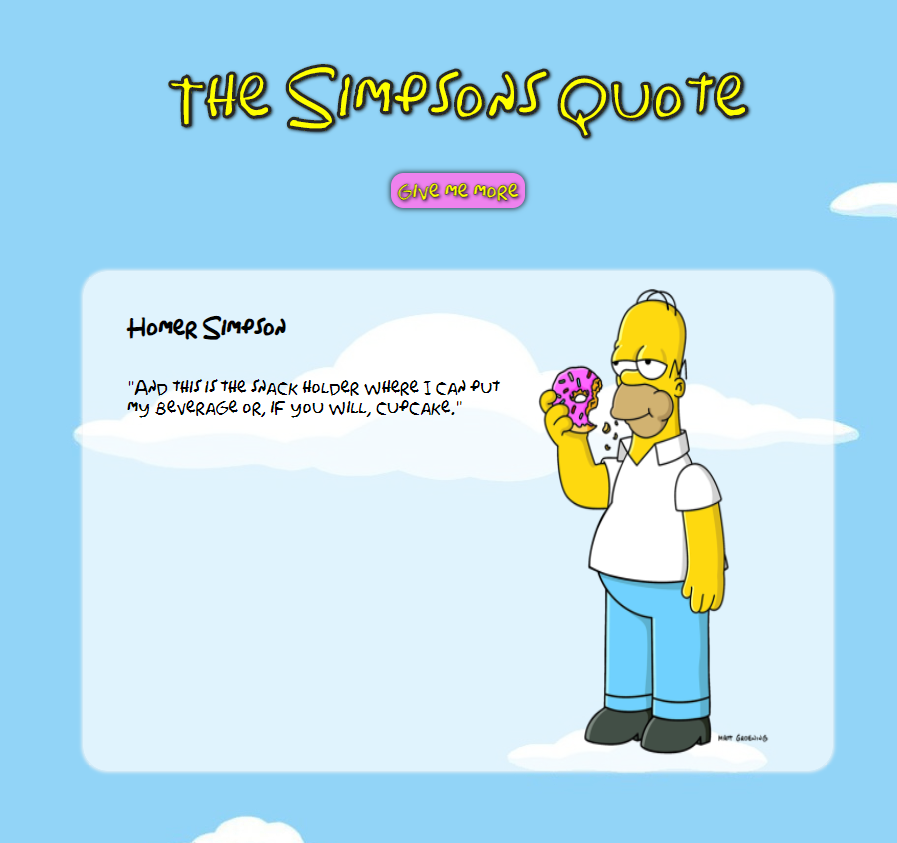 The Simpsons Quote
Give me more
Homer Simpson
"And this is the snack holder where I can put
my beverage or, if you will, cupcake."
Matt Groening